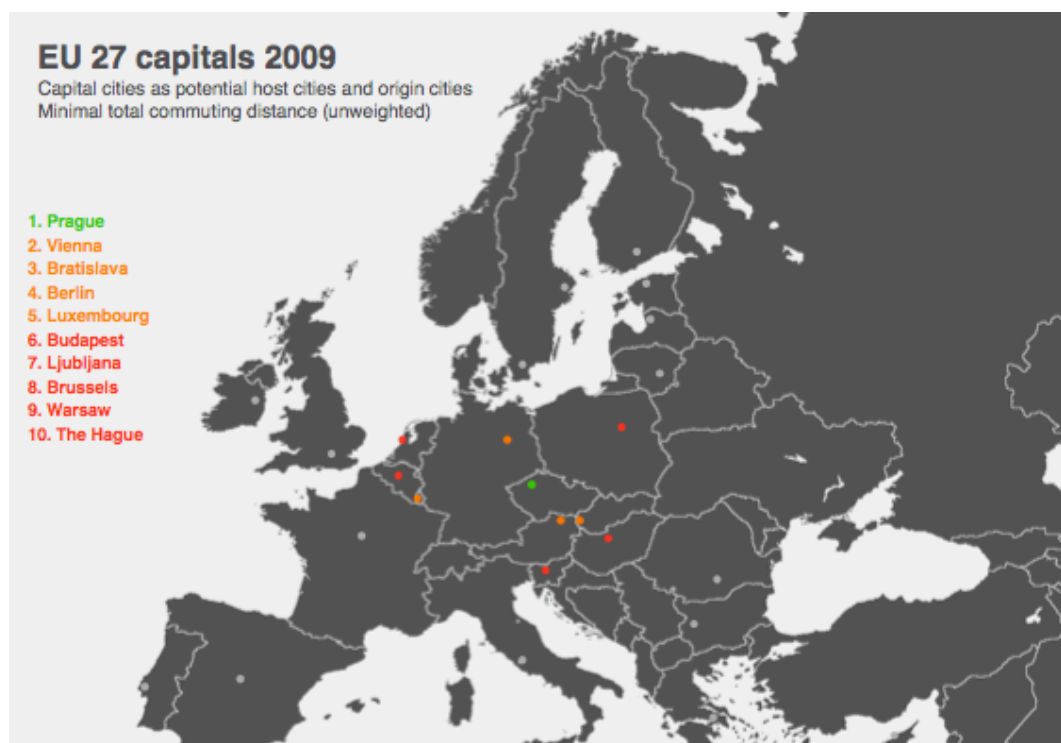 EU 27 capitals 2009
Capital cities as potential host cities and origin cities
Minimal total commuting distance (unweighted)
1. Prague
2. Vienna
3. Bratislava
4. Berlin
5. Luxembourg
6. Budapest
7. Ljubljana
8. Brussels
9. Warsaw
10. The Hague